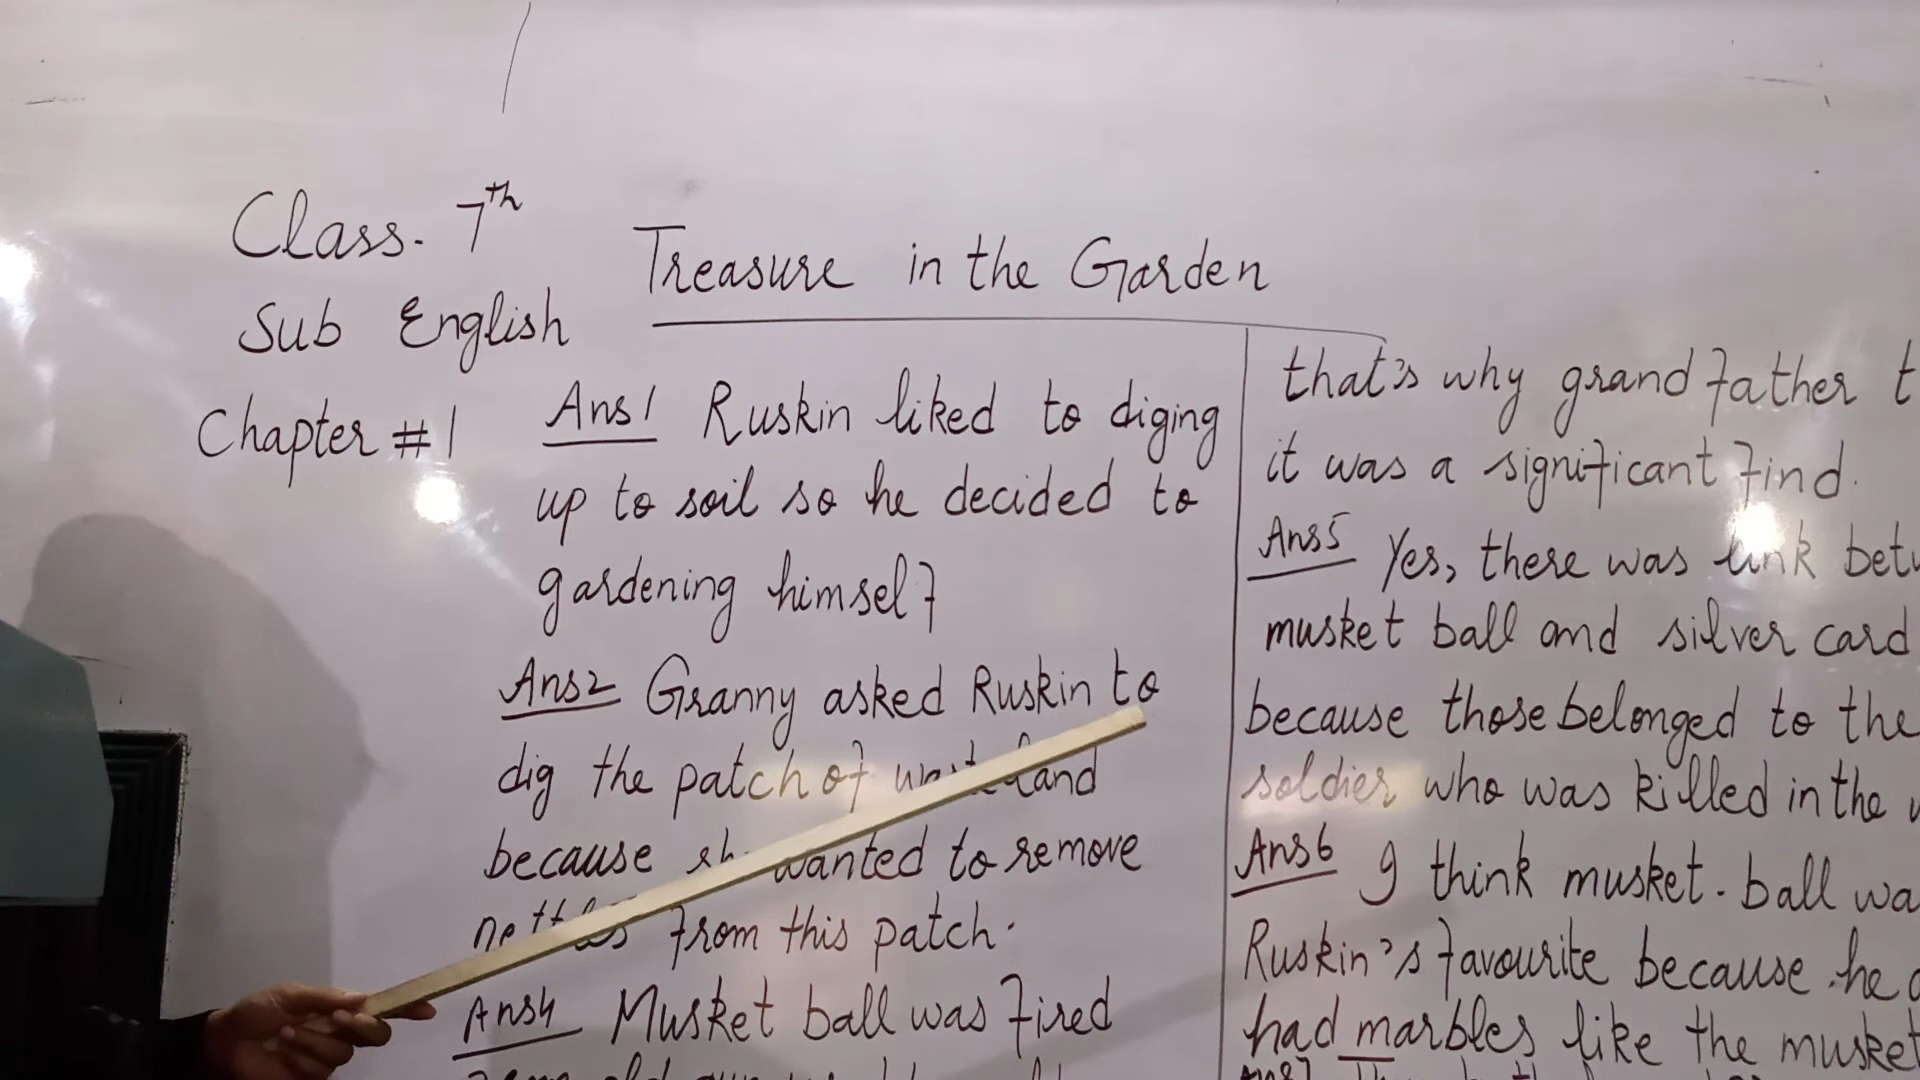 Class. 7th
Sub English
Chapter #1
Treasure in the Garden
Ans1 Ruskin liked to diging
up to soil so he decided to
gardening himself
Ans2 Granny asked Ruskin to
dig the patch of land
because wanted to remove
nettles from this patch.
Ans4 Musket ball was fired
that's why grand father
it was a significant find.
Ans5 Yes, there was link
musket ball and silver card
because those belonged to the
soldier who was killed in the
Ans6 I think musket. ball
Ruskin's favourite because he
had marbles like the musket